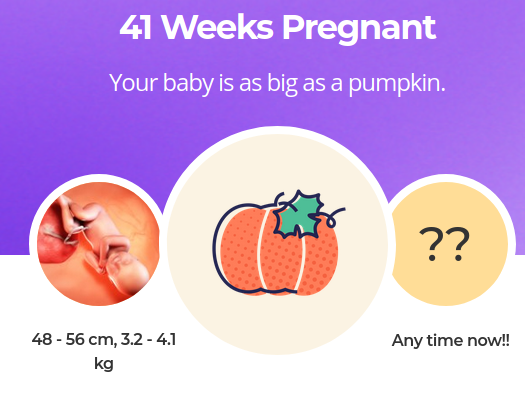 41 Weeks Pregnant
Your baby is as big as a pumpkin.
??
48 - 56 cm, 3.2 - 4.1
kg
Any time now!!